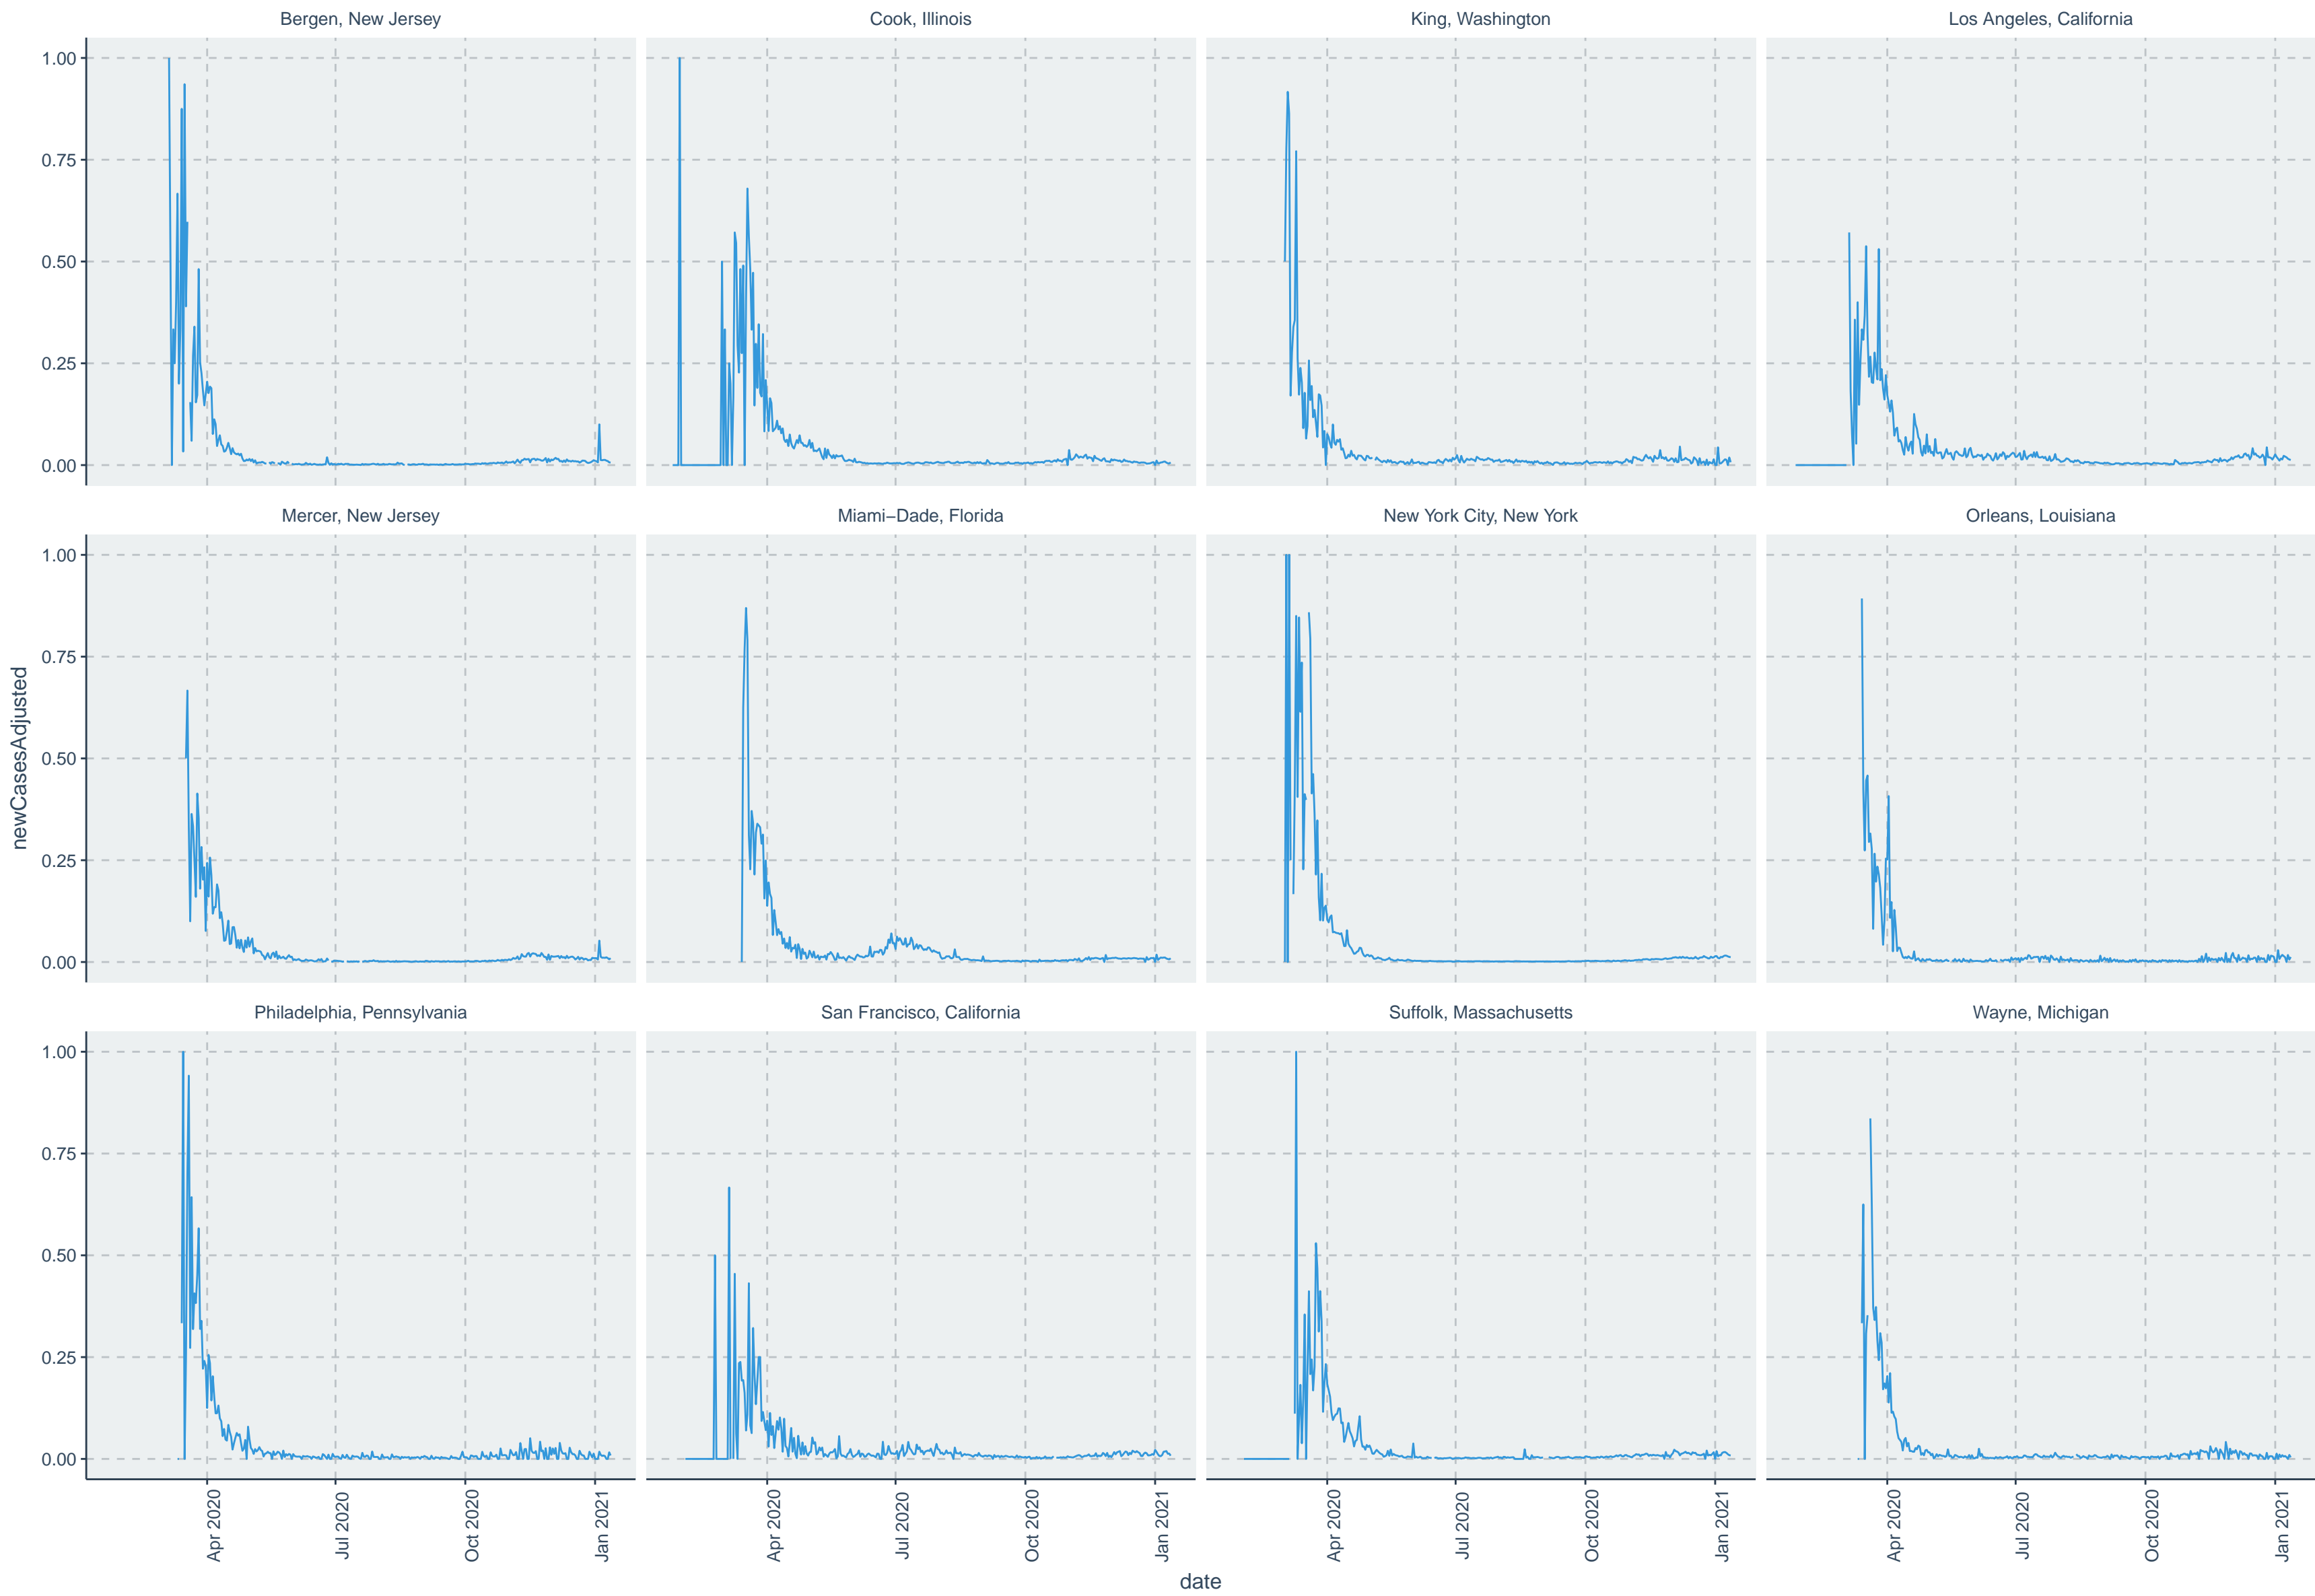 Bergen, New Jersey
Cook, Illinois
King, Washington
Los Angeles, California
1.00
0.75
0.50
0.25
0.00
Mercer, New Jersey
Miami−Dade, Florida
New York City, New York
Orleans, Louisiana
1.00
0.75
0.50
0.25
0.00
newCasesAdjusted
Philadelphia, Pennsylvania
San Francisco, California
Suffolk, Massachusetts
Wayne, Michigan
1.00
0.75
0.50
0.25
0.00
Apr 2020
Jul 2020
Oct 2020
Jan 2021
Apr 2020
Jul 2020
Oct 2020
Jan 2021
Apr 2020
Jul 2020
Oct 2020
Jan 2021
Apr 2020
Jul 2020
Oct 2020
Jan 2021
date